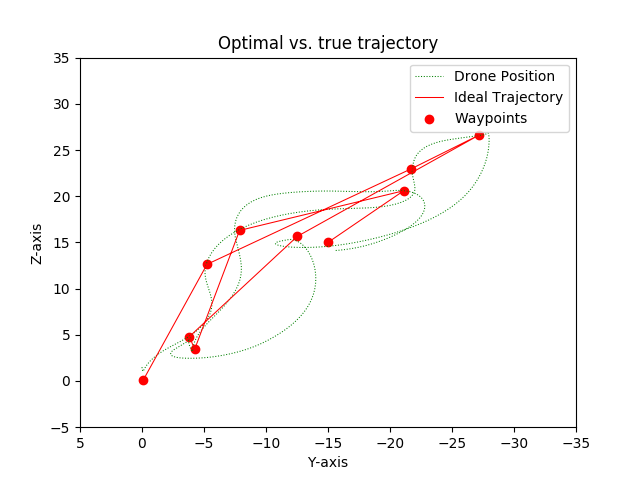 Optimal vs. true trajectory
Drone Position
Ideal Trajectory
Waypoints
35
30
25
20
15
10
5
0
−5
Z-axis
5 0 −5 −10 −15 −20 −25 −30 −35
Y-axis